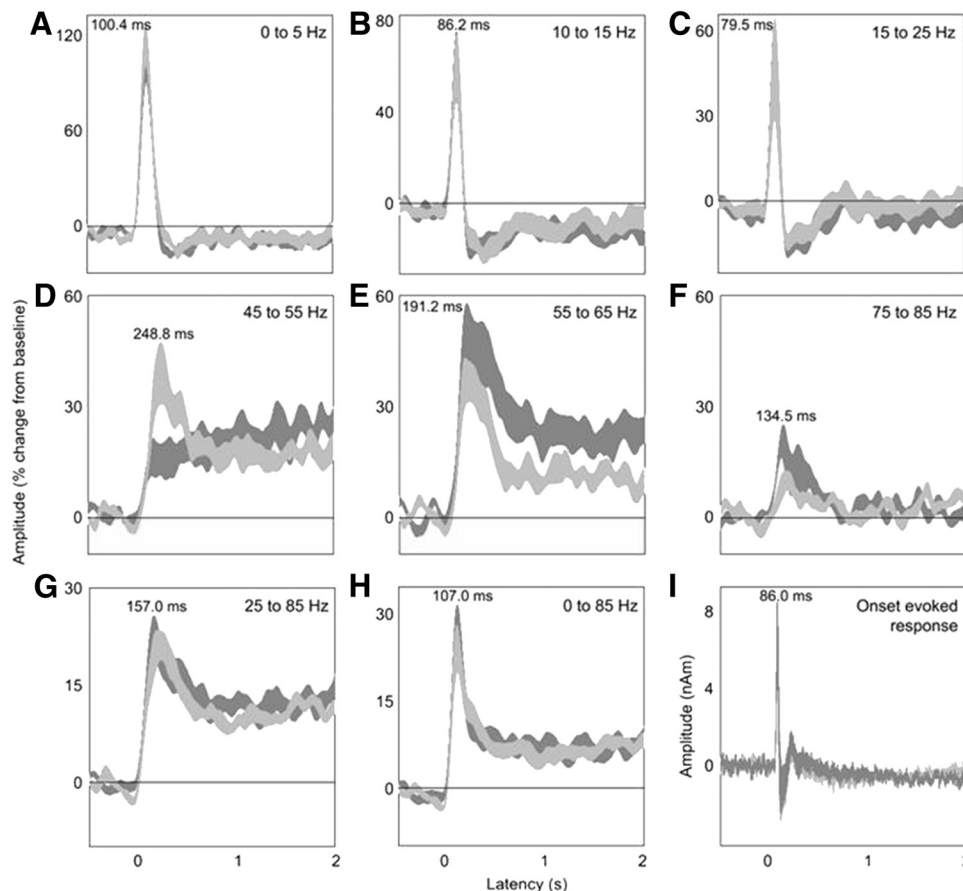 A
100.4 ms
0 to 5 Hz
120
60
0
B
86.2 ms
10 to 15 Hz
80
40
0
C
79.5 ms
15 to 25 Hz
60
30
0
Amplitude (% change from baseline)
D
248.8 ms
45 to 55 Hz
60
30
0
E
191.2 ms
55 to 65 Hz
60
30
0
F
134.5 ms
75 to 85 Hz
60
30
0
G
157.0 ms
25 to 85 Hz
30
15
0
0 1 2
H
107.0 ms
0 to 85 Hz
30
15
0
0 1 2
I
86.0 ms
Onset evoked
response
Amplitude (nAm)
8
4
0
0 1
Latency (s)